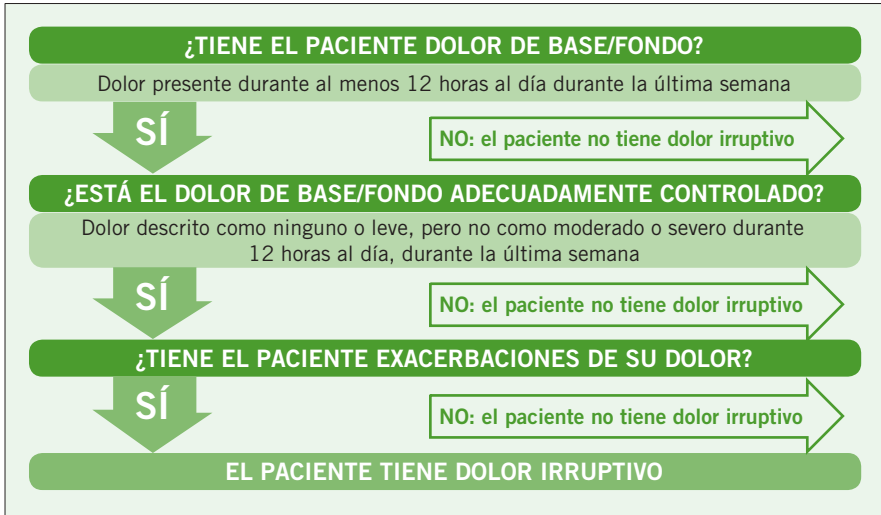 ¿TIENE EL PACIENTE DOLOR DE BASE/FONDO?
Dolor presente durante al menos 12 horas al día durante la última semana
SÍ
NO: el paciente no tiene dolor irruptivo
¿ESTÁ EL DOLOR DE BASE/FONDO ADECUADAMENTE CONTROLADO?
Dolor descrito como ninguno o leve, pero no como moderado o severo durante
12 horas al día, durante la última semana
SÍ
NO: el paciente no tiene dolor irruptivo
¿TIENE EL PACIENTE EXACERBACIONES DE SU DOLOR?
SÍ
NO: el paciente no tiene dolor irruptivo
EL PACIENTE TIENE DOLOR IRRUPTIVO